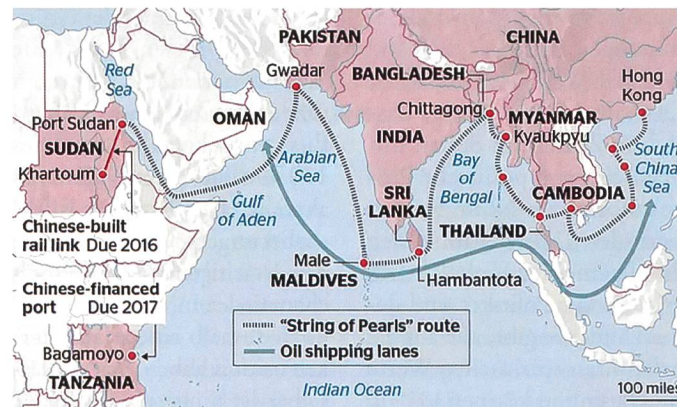 PAKISTAN
CHINA
Red
Sea
Gwadar
BANGLADESH
Hong
Kong
Chittagong
Port Sudan
OMAN
MYANMAR
Kyaukpyu
SUDAN
INDIA
Arabian
Sea
Bay
of
Bengal
South
China
Sea
Khartoum
SRI
LANKA
CAMBODIA
Gulf
of Aden
THAILAND
Chinese-built
rail link Due 2016
Male
MALDIVES
Hambantota
Chinese-financed
port Due 2017
"String of Pearls" route
Oil shipping lanes
Bagamoyo
TANZANIA
Indian Ocean
100 miles